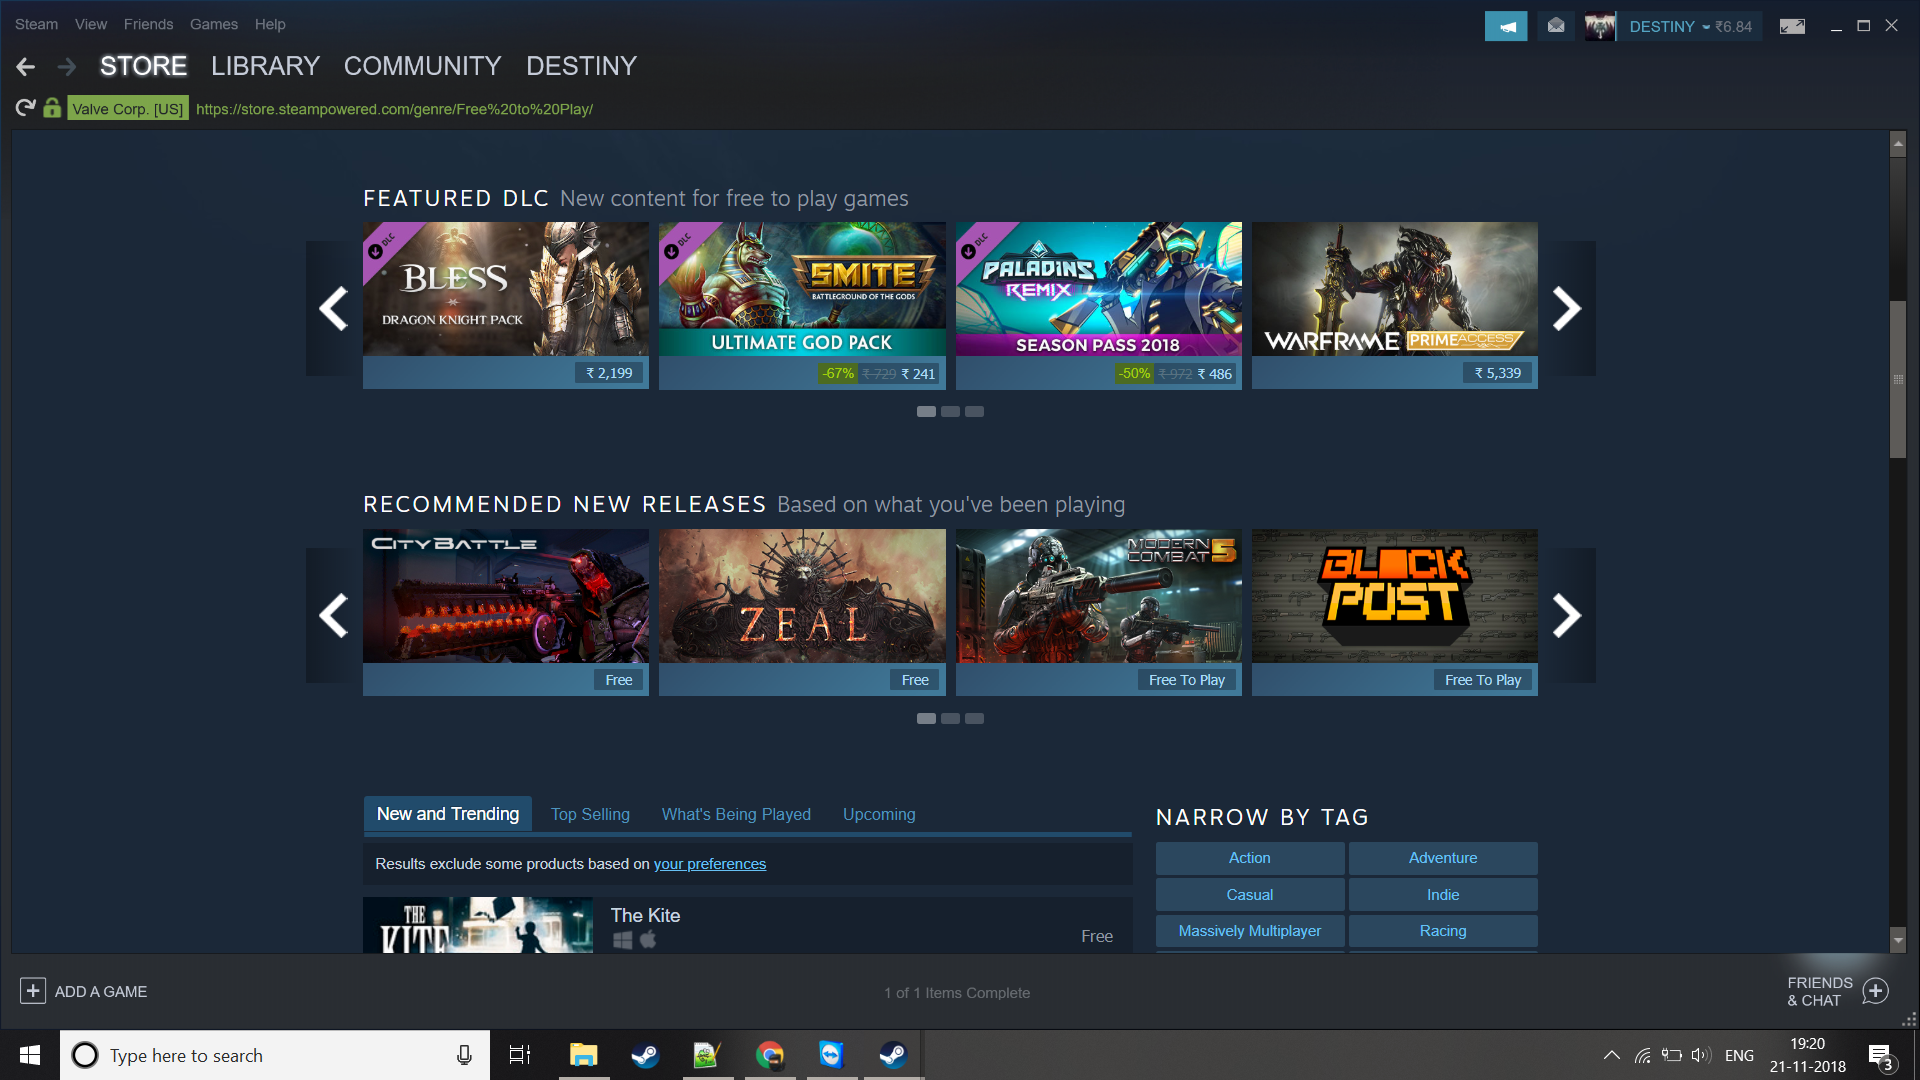 Steam View Friends Games Help
DESTINY ₹6.84
STORE LIBRARY COMMUNITY DESTINY
Valve Corp. [US] https://store.steampowered.com/genre/Free%20to%20Play/
FEATURED DLC New content for free to play games
DLC
BLESS
DRAGON KNIGHT PACK
₹ 2,199
DLC
SMITE
BATTLEGROUND OF THE GODS
ULTIMATE GOD PACK
-67% ₹ 729 ₹ 241
DLC
PALADINS
REMIX
SEASON PASS 2018
-50% ₹ 972 ₹ 486
WARFRAME PRIME ACCESS
₹ 5,339
RECOMMENDED NEW RELEASES Based on what you've been playing
CITYBATTLE
Free
ZEAL
Free
MODERN
COMBAT 5
Free To Play
BLOCK
POST
Free To Play
New and Trending Top Selling What's Being Played Upcoming
Results exclude some products based on your preferences
THE
KITE
The Kite
Free
NARROW BY TAG
Action Adventure
Casual Indie
Massively Multiplayer Racing
ADD A GAME
1 of 1 Items Complete
FRIENDS
& CHAT
Type here to search
ENG
19:20
21-11-2018
3